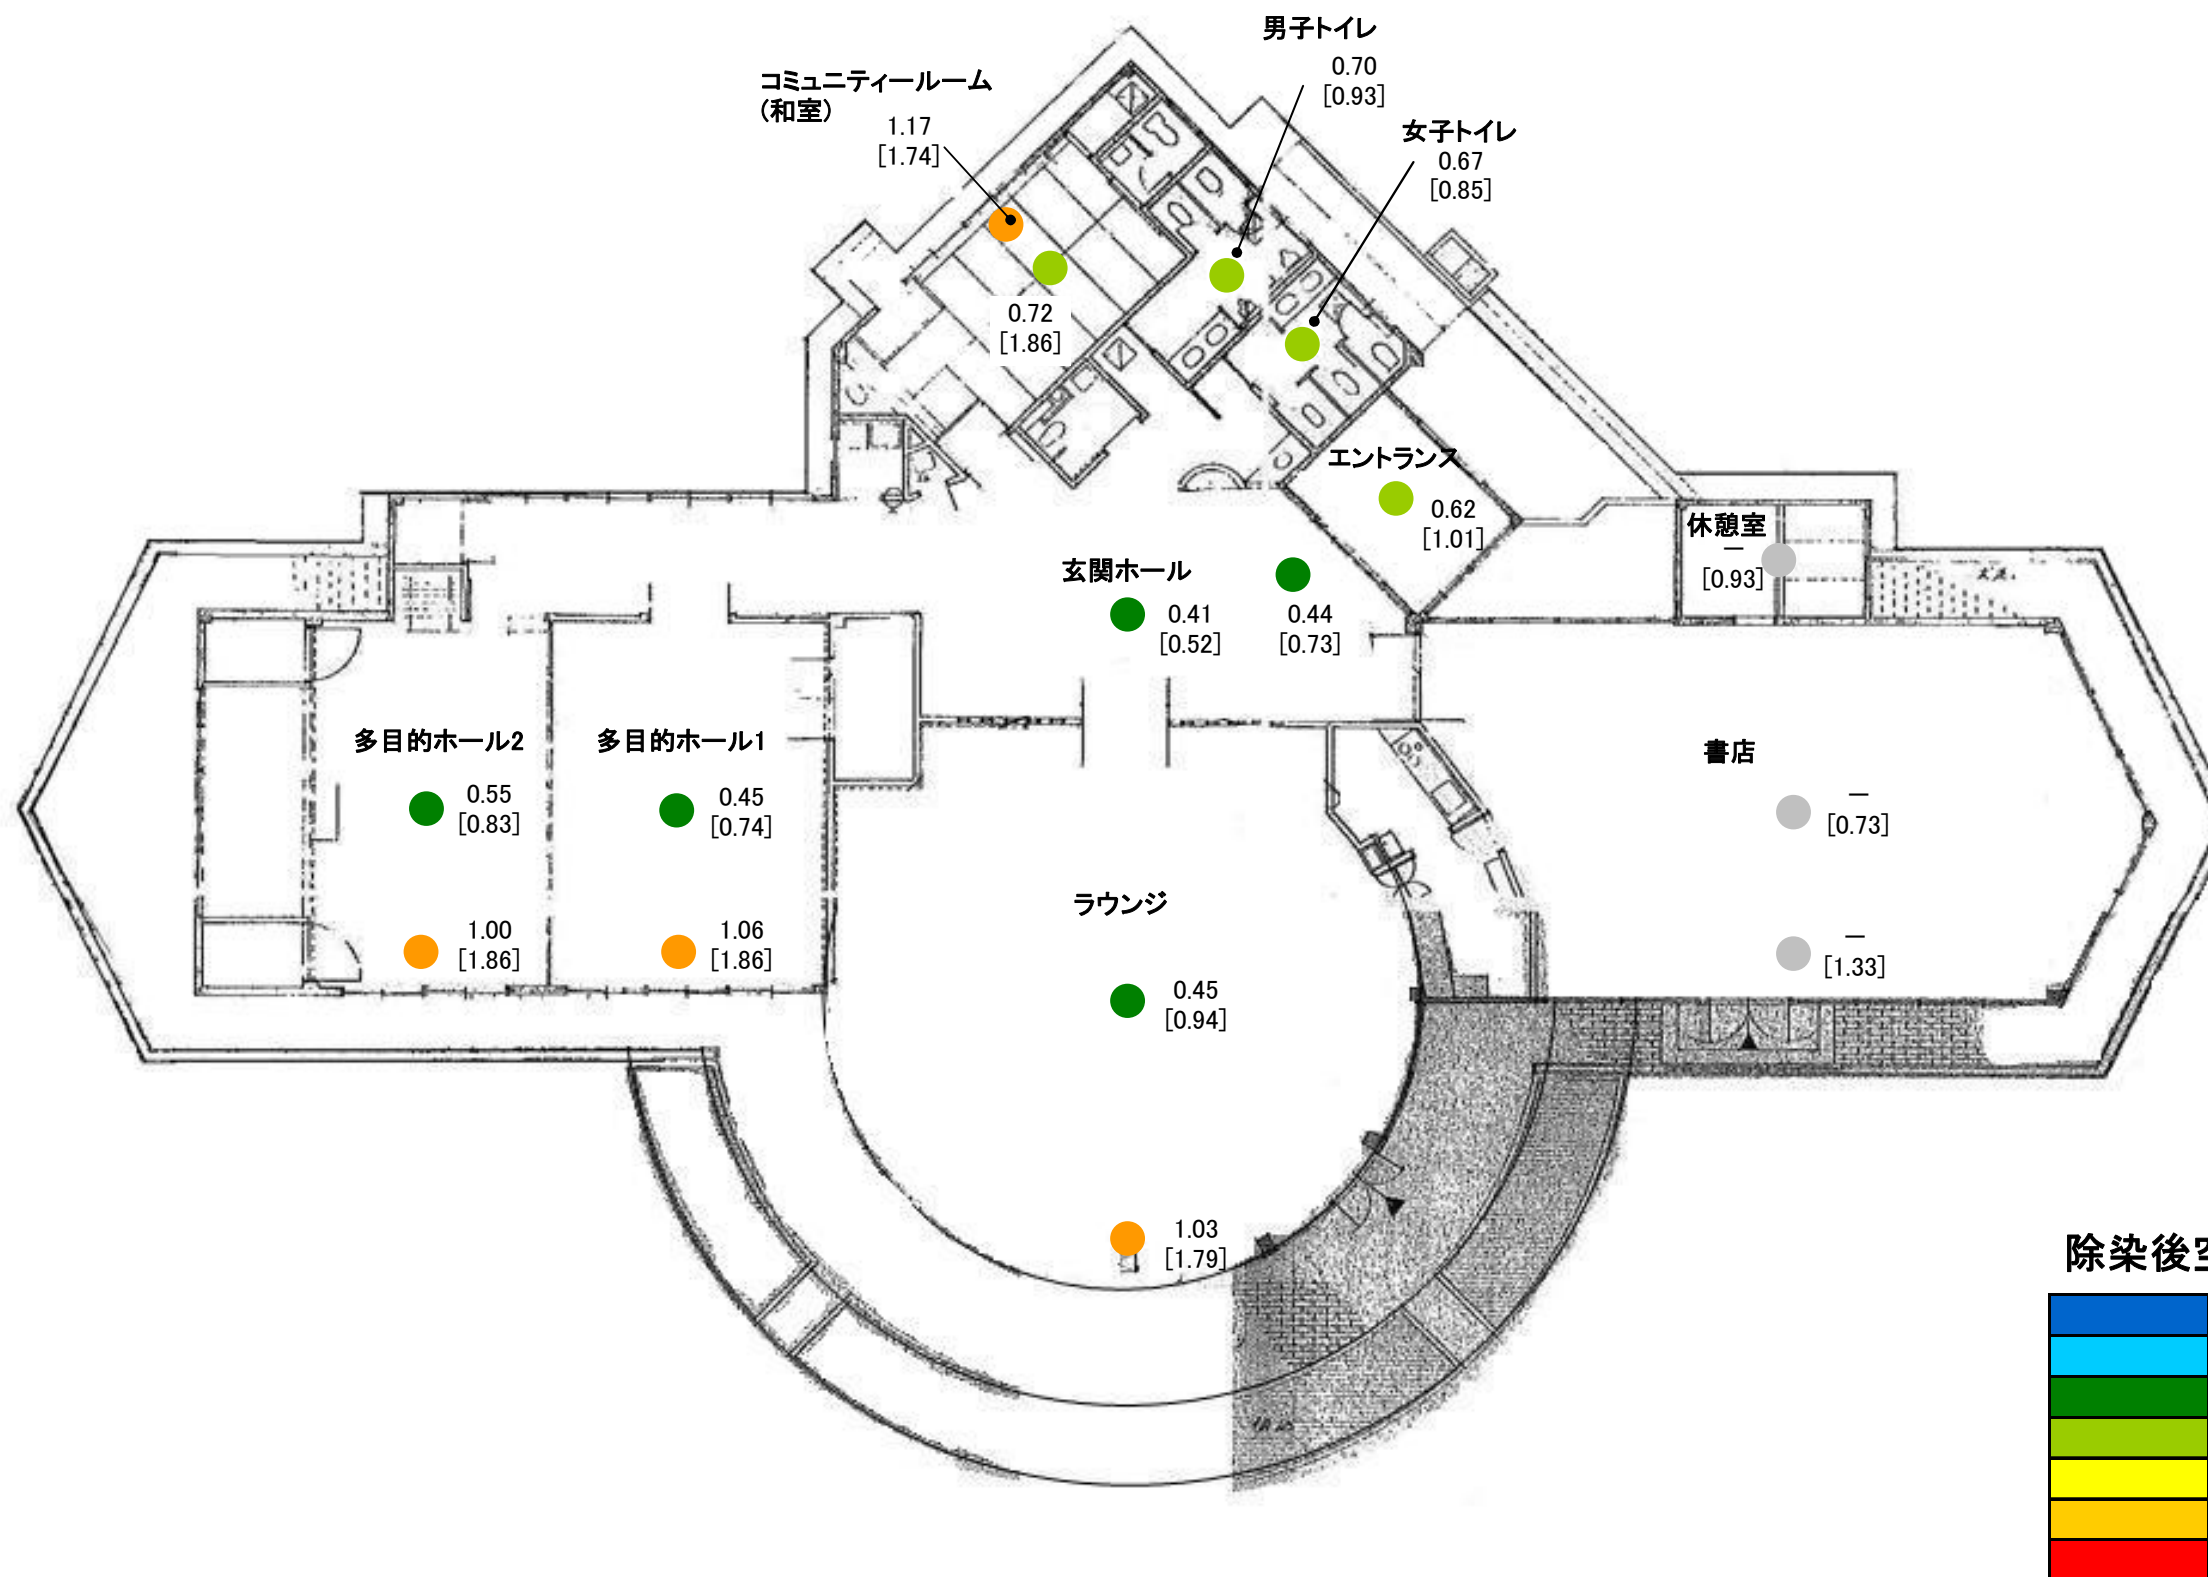 男子トイレ
0.70
[0.93]
コミュニティールーム
(和室)
1.17
[1.74]
女子トイレ
0.67
[0.85]
0.72
[1.86]
エントランス
0.62
[1.01]
休憩室
—
[0.93]
玄関ホール
0.41
[0.52]
0.44
[0.73]
多目的ホール2
0.55
[0.83]
多目的ホール1
0.45
[0.74]
書店
—
[0.73]
ラウンジ
1.00
[1.86]
1.06
[1.86]
—
[1.33]
0.45
[0.94]
1.03
[1.79]
除染後